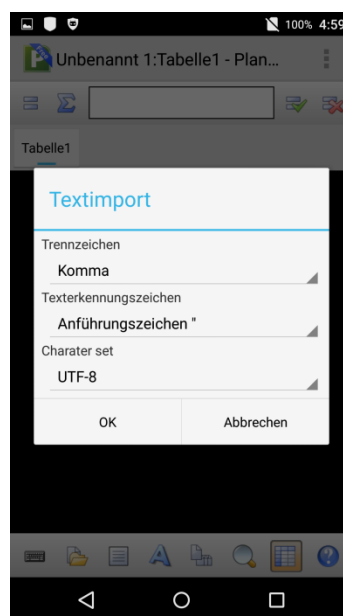 100% 4:59
Unbenannt 1:Tabelle1 - Plan...
Tabelle1
Textimport
Trennzeichen
Komma
Texterkennungszeichen
Anführungszeichen "
Charater set
UTF-8
OK Abbrechen